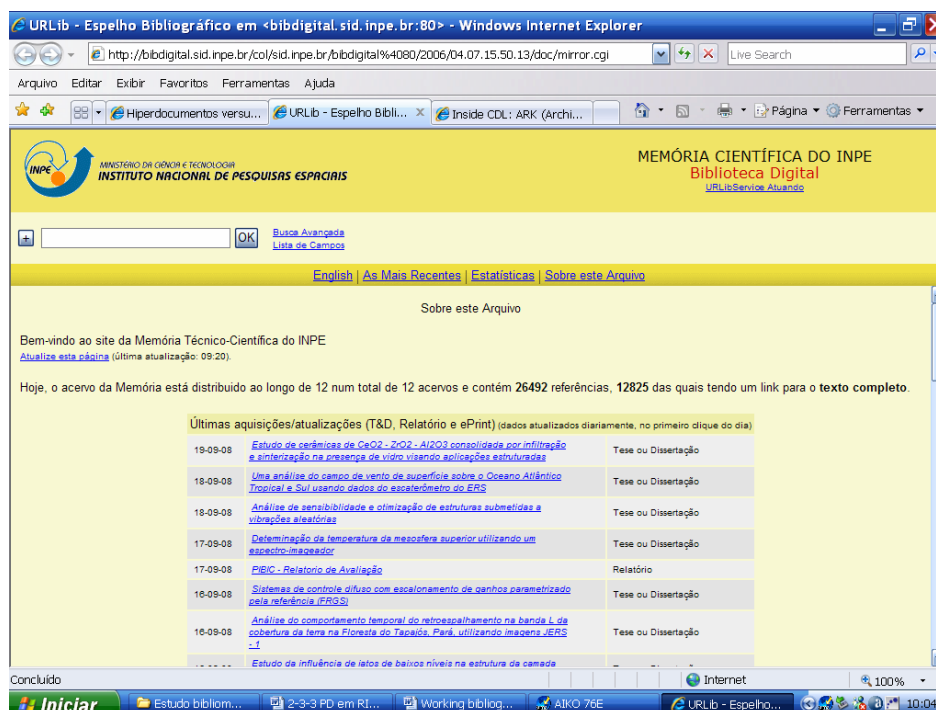 URLib - Espelho Bibliográfico em <bibdigital.sid.inpe.br:80> - Windows Internet Explorer
http://bibdigital.sid.inpe.br/col/sid.inpe.br/bibdigital%4080/2006/04.07.15.50.13/doc/mirror.cgi
Live Search
Arquivo Editar Exibir Favoritos Ferramentas Ajuda
Hiperdocumentos versu... URLib - Espelho Bibli... Inside CDL: ARK (Archi... Página Ferramentas
INPE
MINISTÉRIO DA CIÊNCIA E TECNOLOGIA
INSTITUTO NACIONAL DE PESQUISAS ESPACIAIS
MEMÓRIA CIENTÍFICA DO INPE
Biblioteca Digital
URLibService Atuando
+ OK Busca Avançada
Lista de Campos
English | As Mais Recentes | Estatísticas | Sobre este Arquivo
Sobre este Arquivo
Bem-vindo ao site da Memória Técnico-Científica do INPE
Atualize esta página (última atualização: 09:20).
Hoje, o acervo da Memória está distribuido ao longo de 12 num total de 12 acervos e contém 26492 referências, 12825 das quais tendo um link para o texto completo.
Últimas aquisições/atualizações (T&D, Relatório e ePrint) (dados atualizados diariamente, no primeiro clique do dia)
19-09-08 Estudo de cerâmicas de CeO2 - ZrO2 - Al2O3 consolidada por infiltração
e sinterização na presença de vidro visando aplicações estruturadas Tese ou Dissertação
18-09-08 Uma análise do campo de vento de superfície sobre o Oceano Atlântico
Tropical e Sul usando dados do escaterômetro do ERS Tese ou Dissertação
18-09-08 Análise de sensibiblidade e otimização de estruturas submetidas a
vibrações aleatórias Tese ou Dissertação
17-09-08 Determinação da temperatura da mesosfera superior utilizando um
espectro-imageador Tese ou Dissertação
17-09-08 PIBIC - Relatorio de Avaliação Relatório
16-09-08 Sistemas de controle difuso com escalonamento de ganhos parametrizado
pela referência (FRGS) Tese ou Dissertação
16-09-08 Análise do comportamento temporal do retroespalhamento na banda L da
cobertura da terra na Floresta do Tapajós, Pará, utilizando imagens JERS
- 1 Tese ou Dissertação
Estudo da influência de jatos de baixos níveis na estrutura da camada
Concluído Internet 100%
Iniciar Estudo bibliom... 2-3-3 PD em RI... Working bibliog... AIKO 76E URLib - Espelho... 10:04